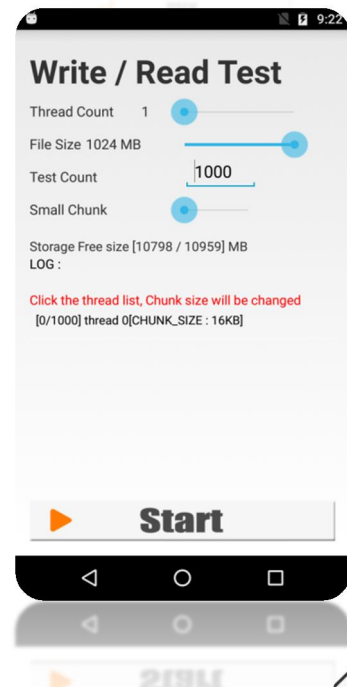 9:22
Write / Read Test
Thread Count 1
File Size 1024 MB
Test Count 1000
Small Chunk
Storage Free size [10798 / 10959] MB
LOG :
Click the thread list, Chunk size will be changed
[0/1000] thread 0[CHUNK_SIZE : 16KB]
Start